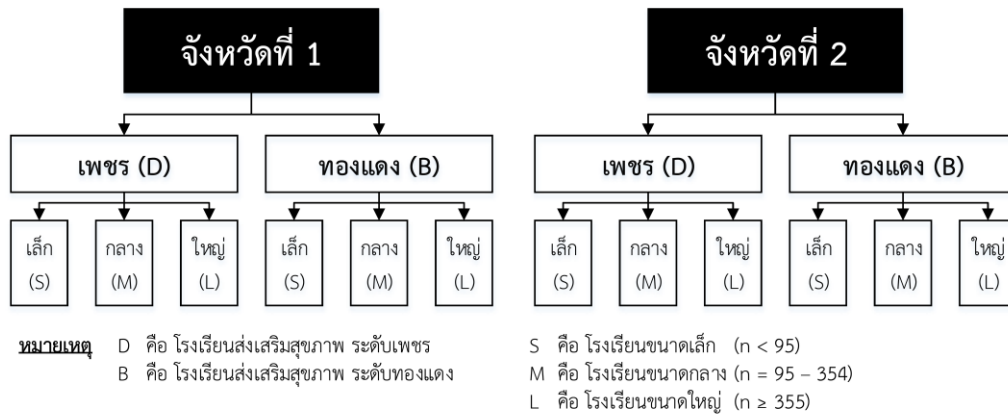 จังหวัดที่ 1
จังหวัดที่ 2
เพชร (D)
ทองแดง (B)
เพชร (D)
ทองแดง (B)
เล็ก
(S)
กลาง
(M)
ใหญ่
(L)
เล็ก
(S)
กลาง
(M)
ใหญ่
(L)
เล็ก
(S)
กลาง
(M)
ใหญ่
(L)
เล็ก
(S)
กลาง
(M)
ใหญ่
(L)
หมายเหตุ D คือ โรงเรียนส่งเสริมสุขภาพ ระดับเพชร
B คือ โรงเรียนส่งเสริมสุขภาพ ระดับทองแดง
S คือ โรงเรียนขนาดเล็ก (n < 95)
M คือ โรงเรียนขนาดกลาง (n = 95 – 354)
L คือ โรงเรียนขนาดใหญ่ (n ≥ 355)